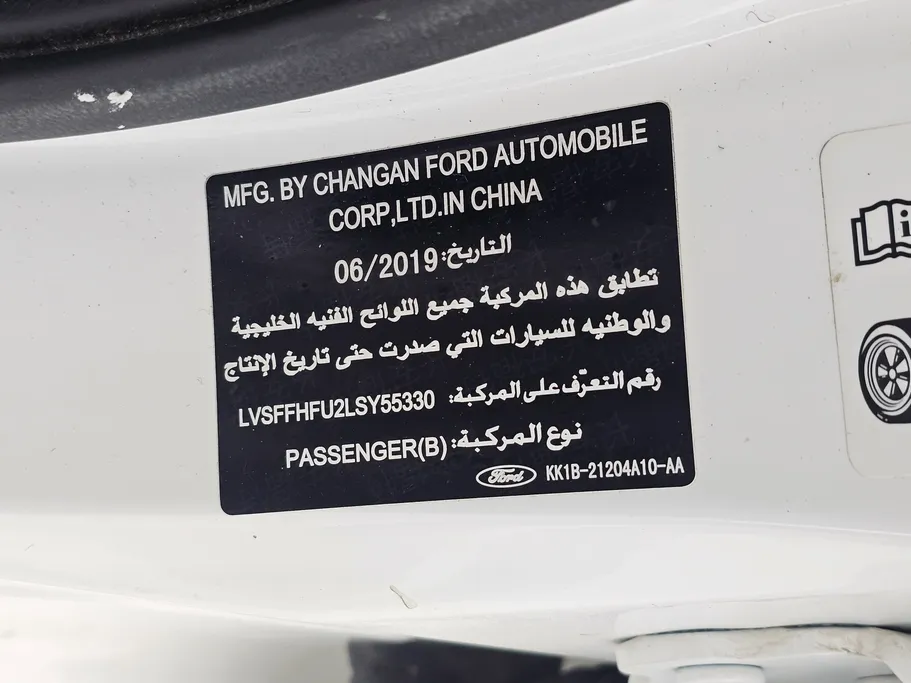 MFG. BY CHANGAN FORD AUTOMOBILE
CORP,LTD.IN CHINA
التاريخ: 06/2019
تطابق هذه المركبة جميع اللوائح الفنيه الخليجية
والوطنيه للسيارات التي صدرت حتى تاريخ الإنتاج
رقم التعرّف على المركبة: LVSFFHFU2LSY55330
نوع المركبة: PASSENGER(B)
Ford KK1B-21204A10-AA
i